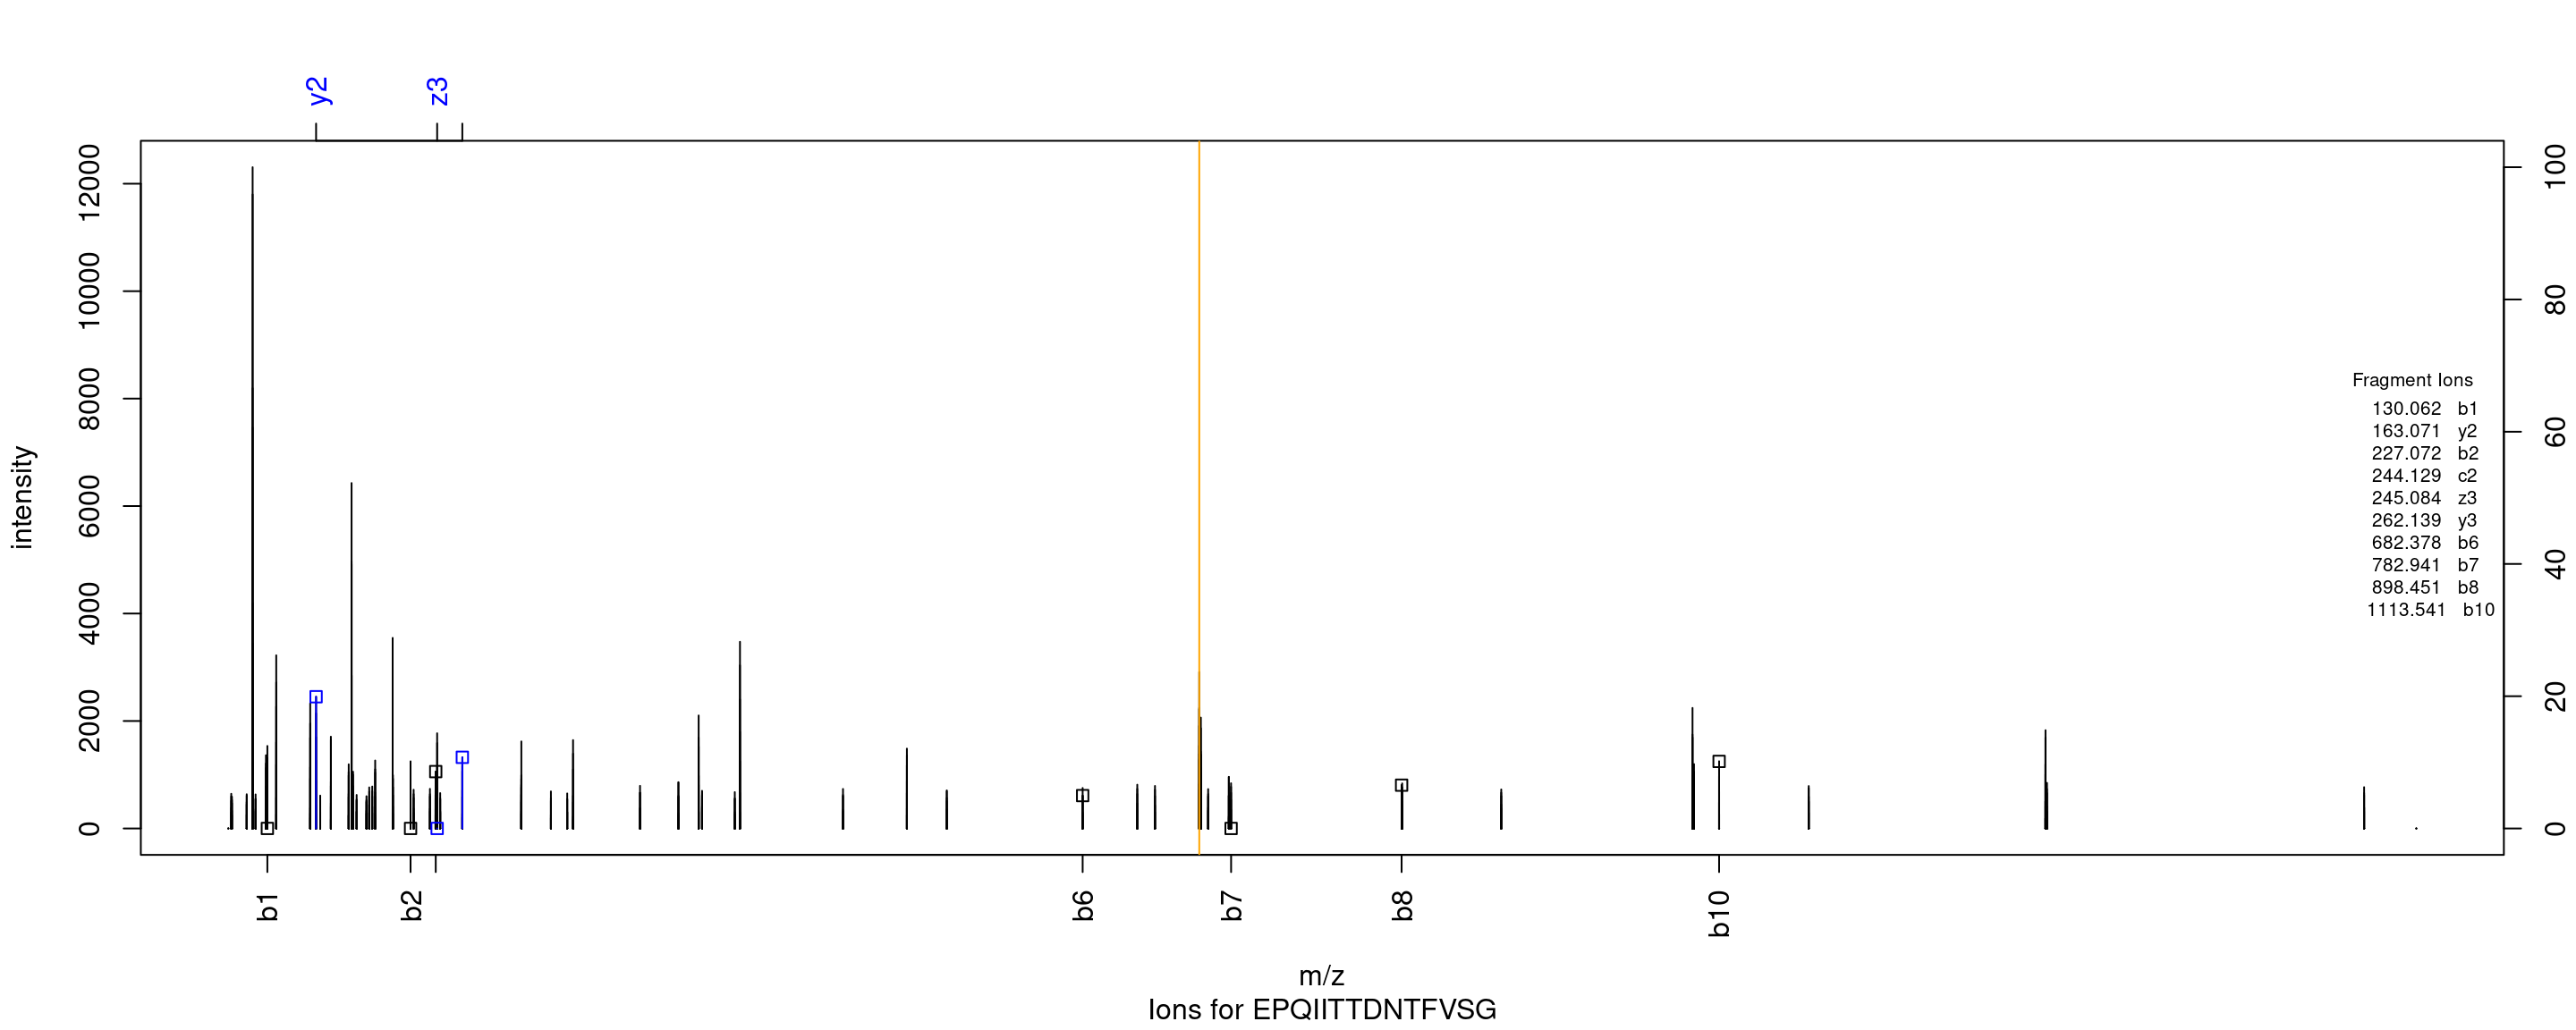 y2 z3
12000
10000
8000
6000
4000
2000
0
intensity
100
80
60
40
20
0
Fragment Ions
130.062 b1
163.071 y2
227.072 b2
244.129 c2
245.084 z3
262.139 y3
682.378 b6
782.941 b7
898.451 b8
1113.541 b10
b1 b2 b6 b7 b8 b10
m/z
Ions for EPQIITTDNTFVSG